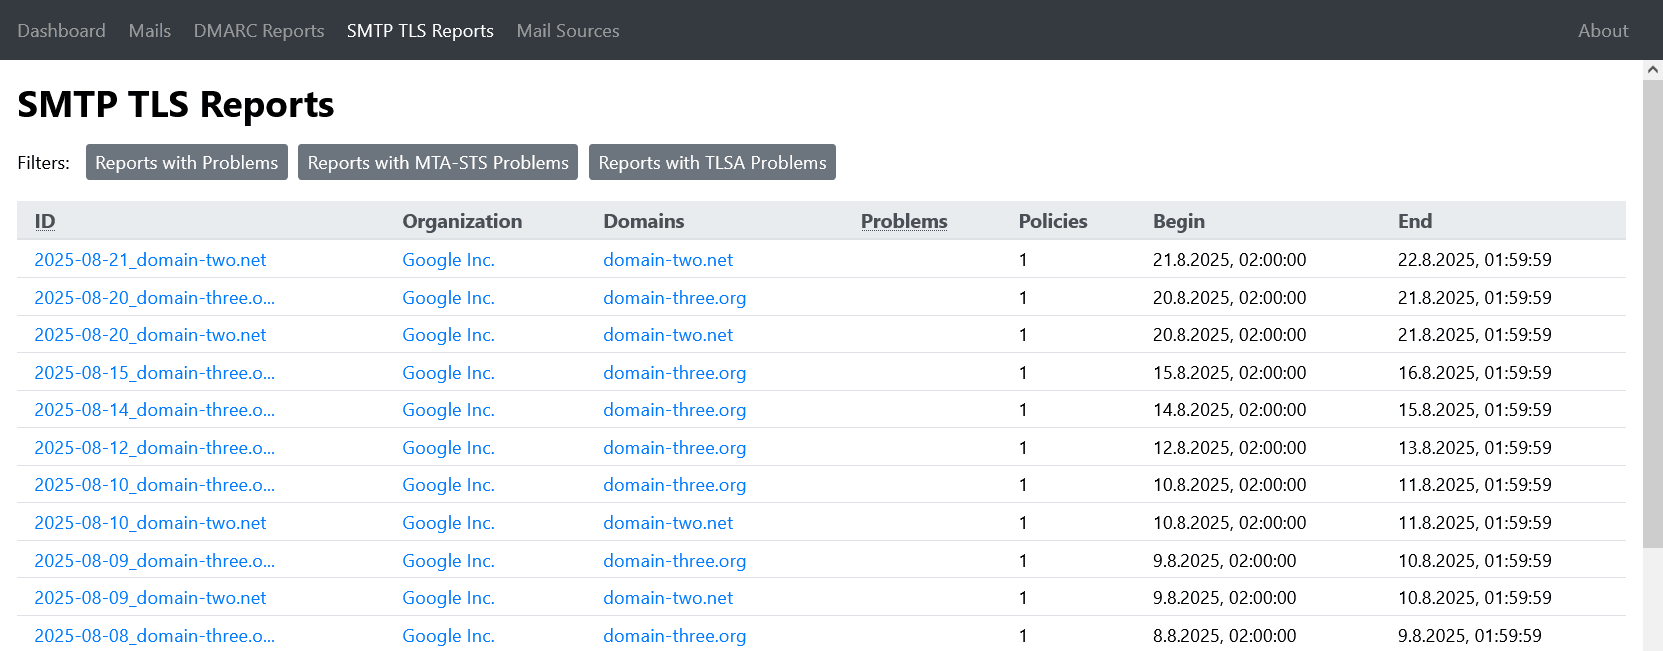 Dashboard Mails DMARC Reports SMTP TLS Reports Mail Sources About
SMTP TLS Reports
Filters: Reports with Problems Reports with MTA-STS Problems Reports with TLSA Problems
ID Organization Domains Problems Policies Begin End
2025-08-21_domain-two.net Google Inc. domain-two.net 1 21.8.2025, 02:00:00 22.8.2025, 01:59:59
2025-08-20_domain-three.o... Google Inc. domain-three.org 1 20.8.2025, 02:00:00 21.8.2025, 01:59:59
2025-08-20_domain-two.net Google Inc. domain-two.net 1 20.8.2025, 02:00:00 21.8.2025, 01:59:59
2025-08-15_domain-three.o... Google Inc. domain-three.org 1 15.8.2025, 02:00:00 16.8.2025, 01:59:59
2025-08-14_domain-three.o... Google Inc. domain-three.org 1 14.8.2025, 02:00:00 15.8.2025, 01:59:59
2025-08-12_domain-three.o... Google Inc. domain-three.org 1 12.8.2025, 02:00:00 13.8.2025, 01:59:59
2025-08-10_domain-three.o... Google Inc. domain-three.org 1 10.8.2025, 02:00:00 11.8.2025, 01:59:59
2025-08-10_domain-two.net Google Inc. domain-two.net 1 10.8.2025, 02:00:00 11.8.2025, 01:59:59
2025-08-09_domain-three.o... Google Inc. domain-three.org 1 9.8.2025, 02:00:00 10.8.2025, 01:59:59
2025-08-09_domain-two.net Google Inc. domain-two.net 1 9.8.2025, 02:00:00 10.8.2025, 01:59:59
2025-08-08_domain-three.o... Google Inc. domain-three.org 1 8.8.2025, 02:00:00 9.8.2025, 01:59:59